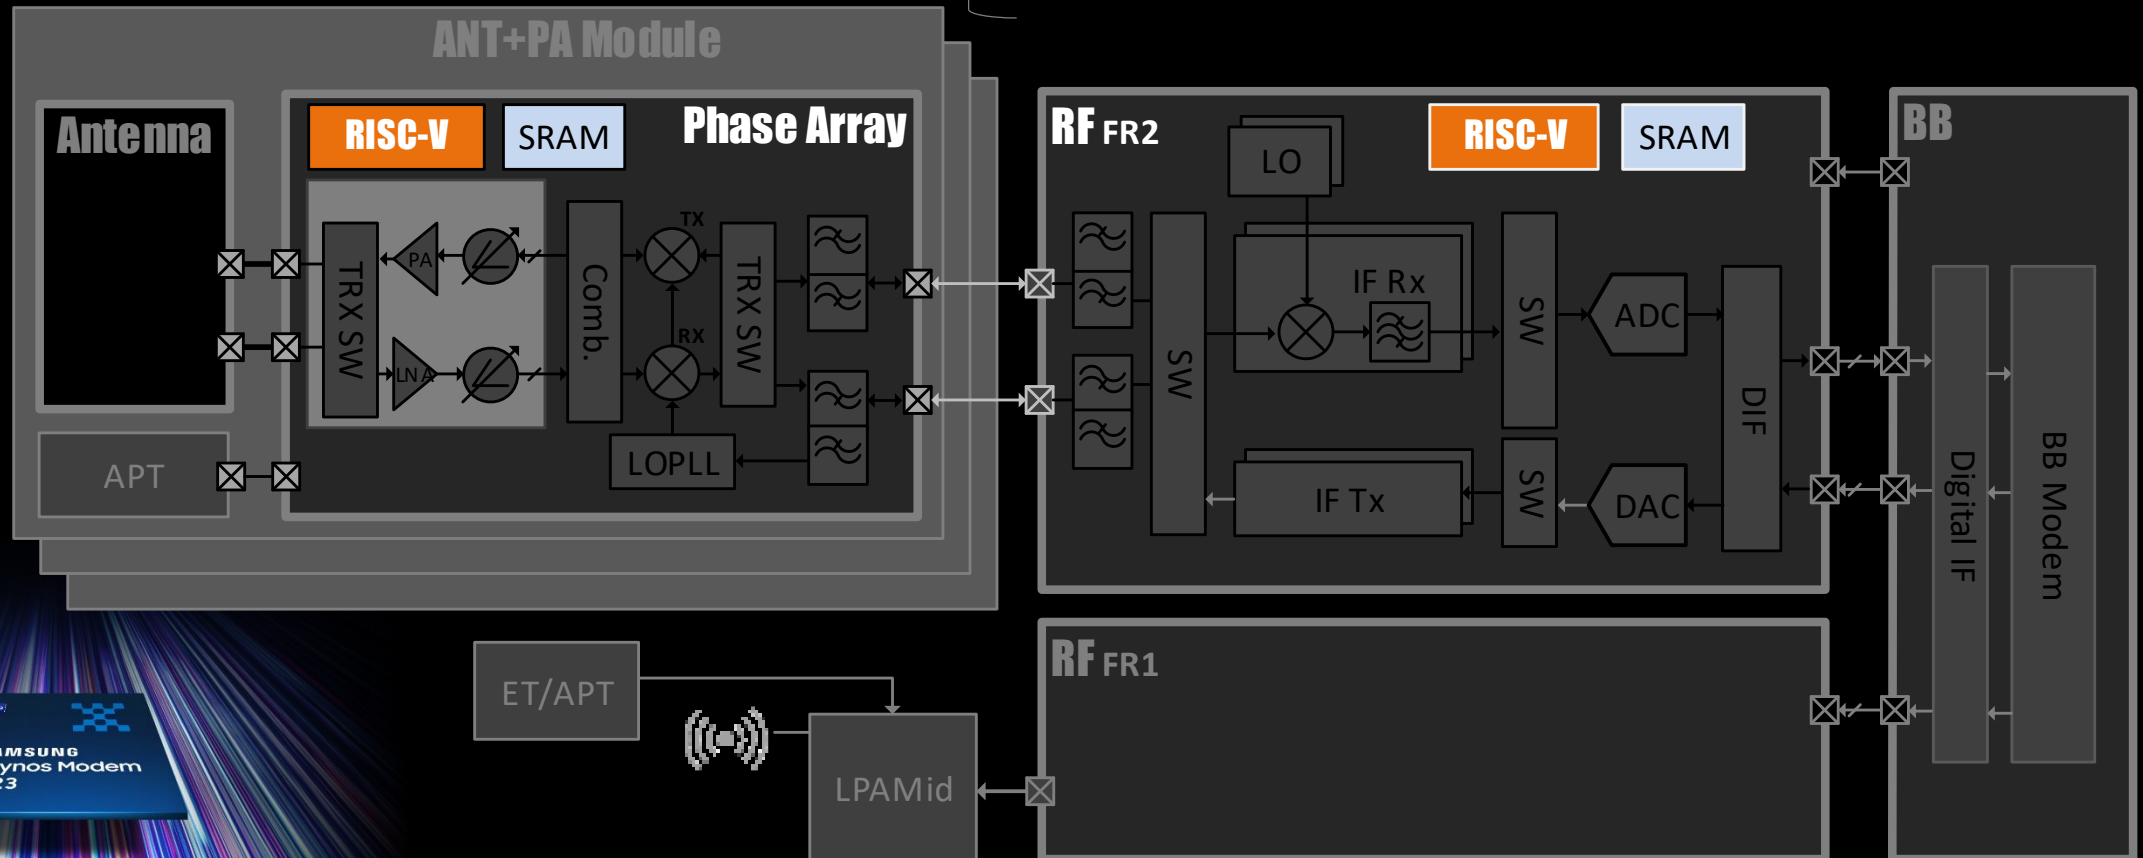 ANT+PA Module
Antenna
RISC-V
SRAM
Phase Array
TRX SW
PA
LNA
Comb.
TX
RX
TRX SW
LOPLL
APT
RF FR2
LO
RISC-V
SRAM
SW
IF Rx
IF Tx
SW
SW
ADC
DAC
DIF
BB
Digital IF
BB Modem
ET/APT
LPAMid
RF FR1
AMSUNG
ynos Modem
23